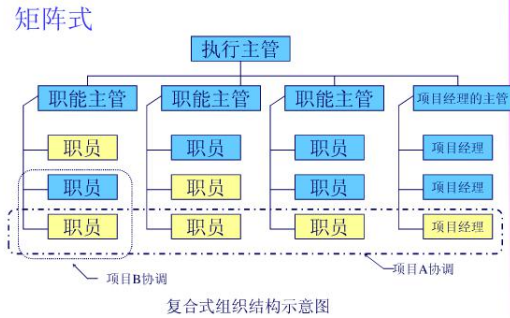 矩阵式
执行主管
职能主管 职能主管 职能主管 项目经理的主管
职员 职员 职员 项目经理
职员 职员 职员 项目经理
职员 职员 职员 项目经理
项目B协调 项目A协调
复合式组织结构示意图